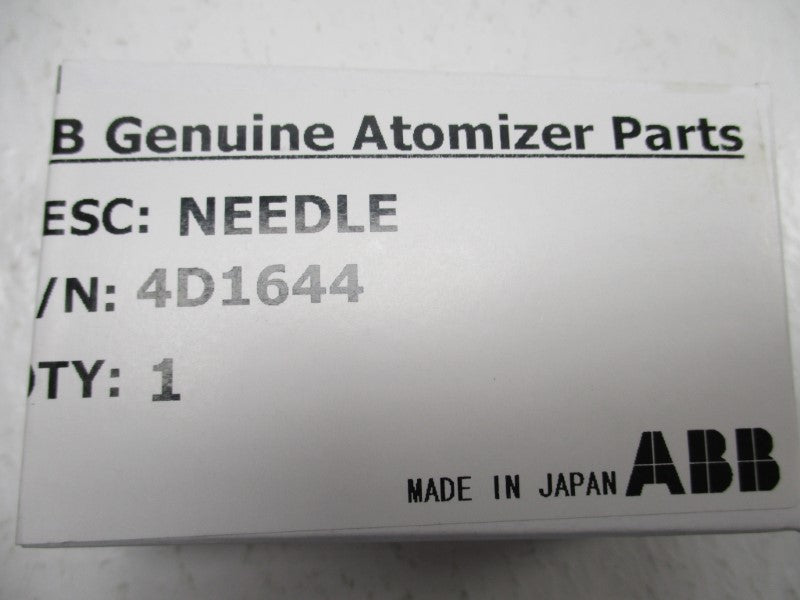 B Genuine Atomizer Parts
ESC: NEEDLE
/N: 4D1644
TY: 1
MADE IN JAPAN ABB